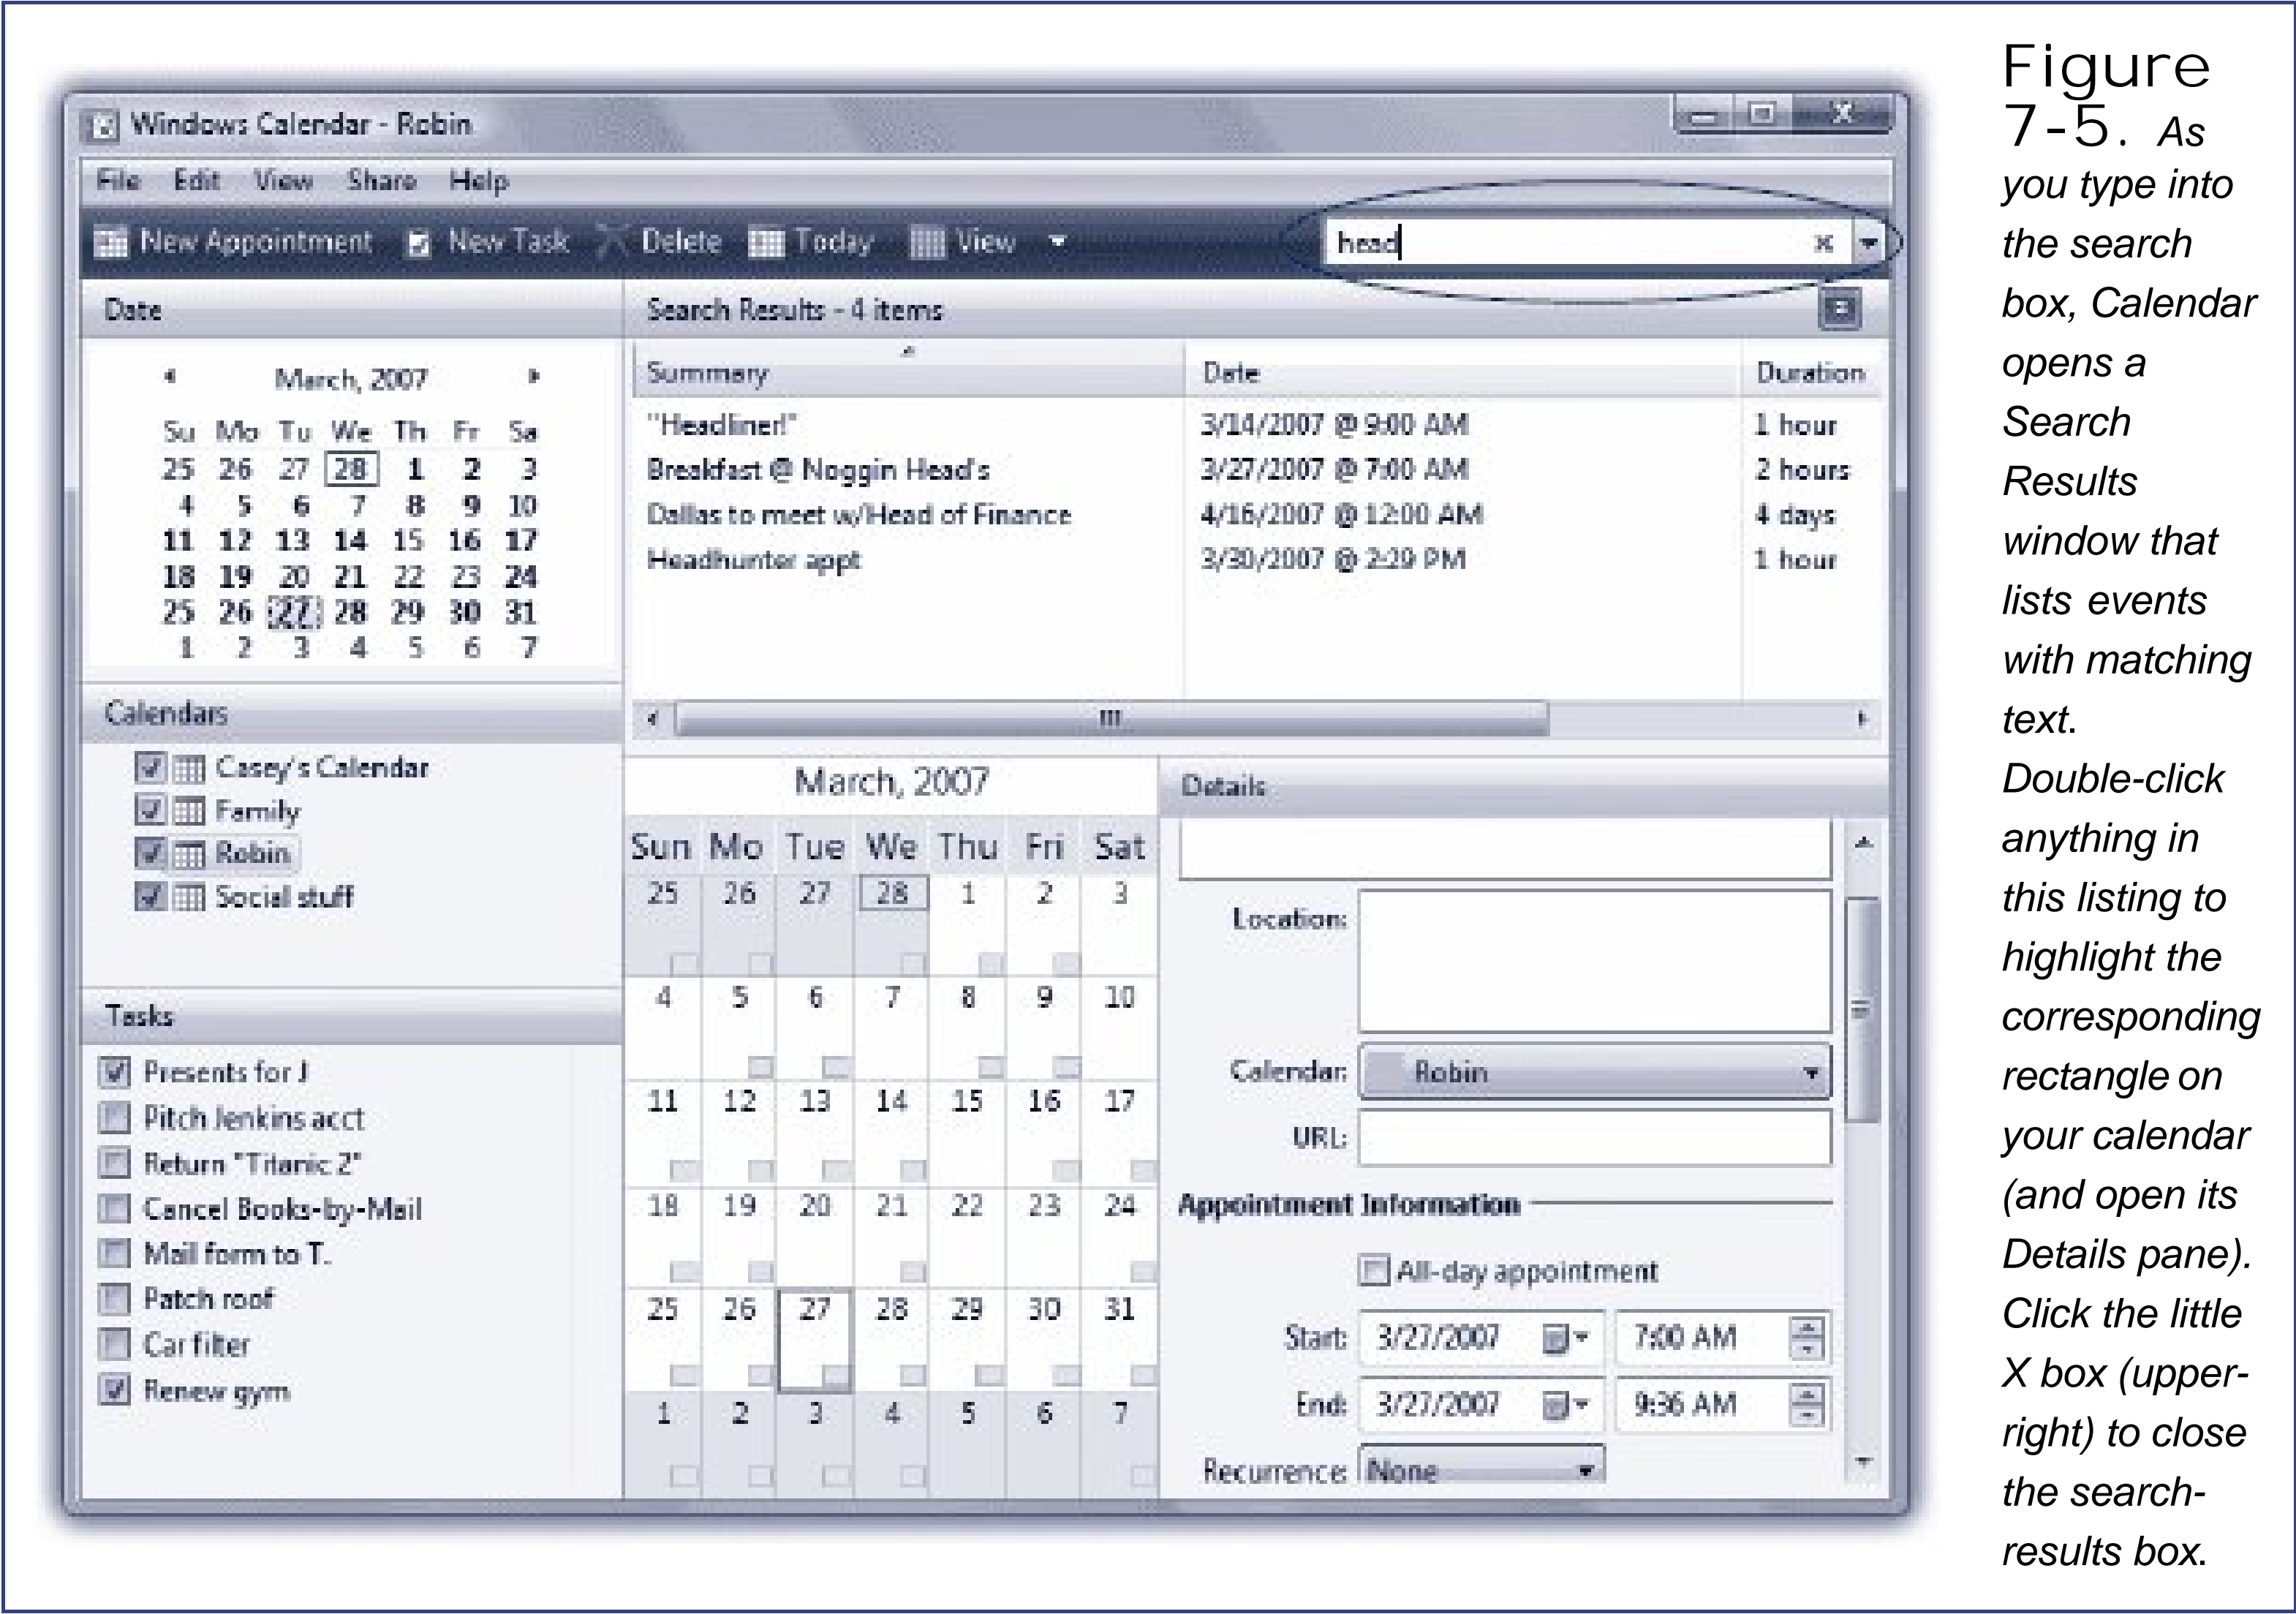 Windows Calendar - Robin
File Edit View Share Help
New Appointment New Task Delete Today View
head
Date
March, 2007
Su Mo Tu We Th Fr Sa
25 26 27 28 1 2 3
4 5 6 7 8 9 10
11 12 13 14 15 16 17
18 19 20 21 22 23 24
25 26 27 28 29 30 31
1 2 3 4 5 6 7
Calendars
Casey's Calendar
Family
Robin
Social stuff
Tasks
Presents for J
Pitch Jenkins acct
Return "Titanic 2"
Cancel Books-by-Mail
Mail form to T.
Patch roof
Car filter
Renew gym
Search Results - 4 items
Summary Date Duration
"Headliner!" 3/14/2007 @ 9:00 AM 1 hour
Breakfast @ Noggin Head's 3/27/2007 @ 7:00 AM 2 hours
Dallas to meet w/Head of Finance 4/16/2007 @ 12:00 AM 4 days
Headhunter appt 3/30/2007 @ 2:29 PM 1 hour
March, 2007
Sun Mo Tue We Thu Fri Sat
25 26 27 28 1 2 3
4 5 6 7 8 9 10
11 12 13 14 15 16 17
18 19 20 21 22 23 24
25 26 27 28 29 30 31
1 2 3 4 5 6 7
Details
Location:
Calendar: Robin
URL:
Appointment Information
All-day appointment
Start: 3/27/2007 7:00 AM
End: 3/27/2007 9:36 AM
Recurrence: None
Figure
7-5. As
you type into
the search
box, Calendar
opens a
Search
Results
window that
lists events
with matching
text.
Double-click
anything in
this listing to
highlight the
corresponding
rectangle on
your calendar
(and open its
Details pane).
Click the little
X box (upper-
right) to close
the search-
results box.